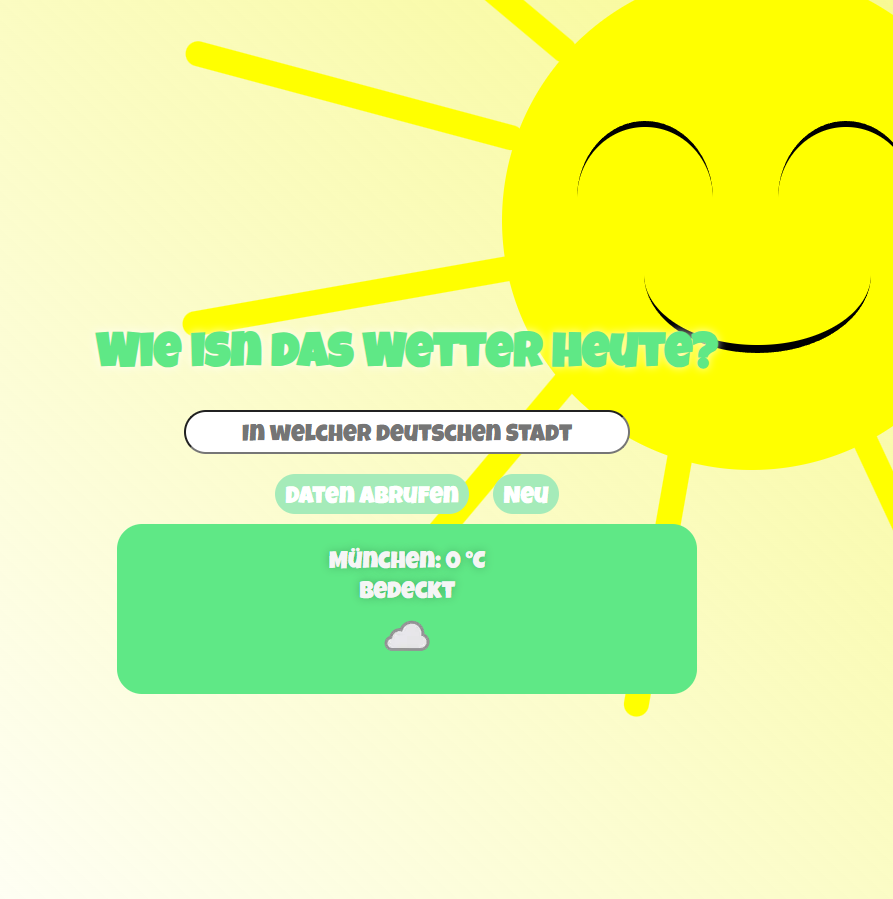 Wie isn das Wetter heute?
In welcher deutschen Stadt
Daten abrufen Neu
München: 0 °C
Bedeckt